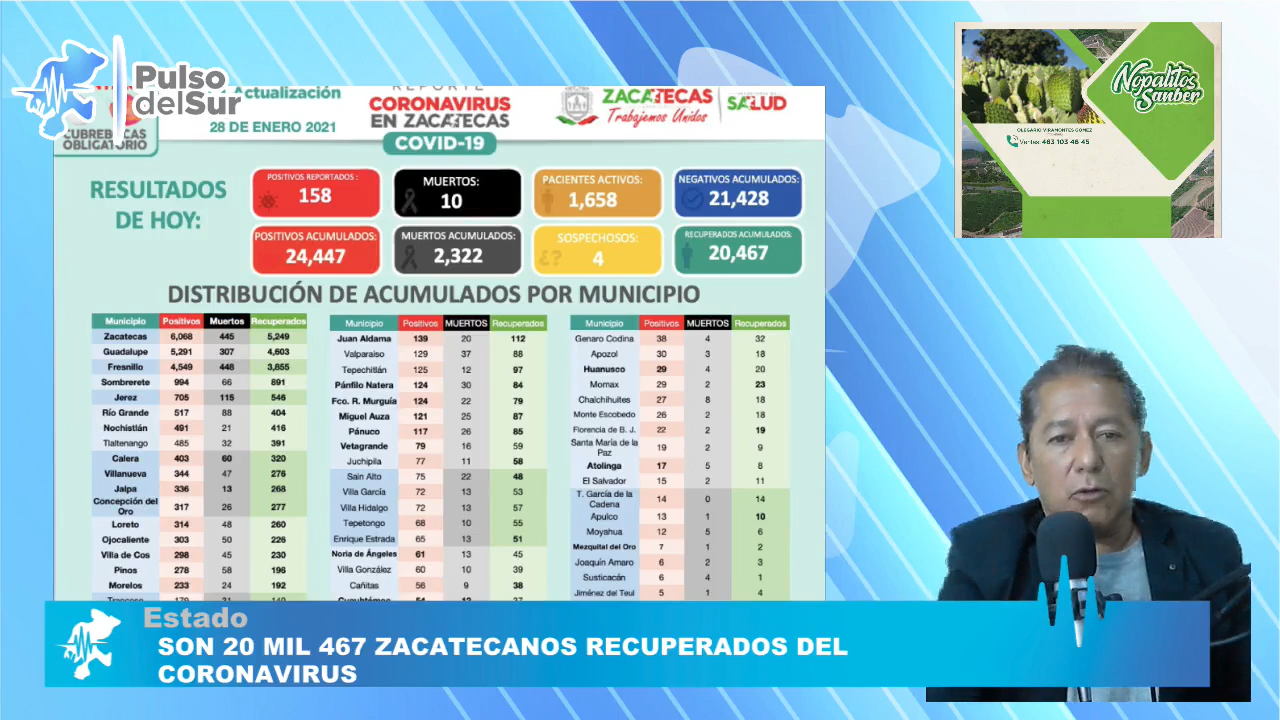 Pulso
delSur
CUBREBOCAS
OBLIGATORIO
Actualización
28 DE ENERO 2021
REPORTE
CORONAVIRUS
EN ZACATECAS
COVID-19
ZACATECAS
Trabajemos Unidos
SALUD
Nopalitos
Sanber
OLEGARIO VIRAMONTES GOMEZ
Ventas: 463 103 46 45
RESULTADOS
DE HOY:
POSITIVOS REPORTADOS :
158
MUERTOS:
10
PACIENTES ACTIVOS:
1,658
NEGATIVOS ACUMULADOS:
21,428
POSITIVOS ACUMULADOS:
24,447
MUERTOS ACUMULADOS:
2,322
SOSPECHOSOS:
4
RECUPERADOS ACUMULADOS:
20,467
DISTRIBUCIÓN DE ACUMULADOS POR MUNICIPIO
Municipio Positivos Muertos Recuperados
Zacatecas 6,068 445 5,249
Guadalupe 5,291 307 4,603
Fresnillo 4,549 448 3,855
Sombrerete 994 66 891
Jerez 705 115 546
Río Grande 517 88 404
Nochistlán 491 21 416
Tlaltenango 485 32 391
Calera 403 60 320
Villanueva 344 47 276
Jalpa 336 13 268
Concepción del
Oro 317 26 277
Loreto 314 48 260
Ojocaliente 303 50 226
Villa de Cos 298 45 230
Pinos 278 58 196
Morelos 233 24 192
Municipio Positivos MUERTOS Recuperados
Juan Aldama 139 20 112
Valparaiso 129 37 88
Tepechitlán 125 12 97
Pánfilo Natera 124 30 84
Fco. R. Murguía 124 22 79
Miguel Auza 121 25 87
Pánuco 117 26 85
Vetagrande 79 16 59
Juchipila 77 11 58
Sain Alto 75 22 48
Villa García 72 13 53
Villa Hidalgo 72 13 57
Tepetongo 68 10 55
Enrique Estrada 65 13 51
Noria de Ángeles 61 13 45
Villa González 60 10 39
Cañitas 56 9 38
Municipio Positivos MUERTOS Recuperados
Genaro Codina 38 4 32
Apozol 30 3 18
Huanusco 29 4 20
Momax 29 2 23
Chalchihuites 27 8 18
Monte Escobedo 26 2 18
Florencia de B. J. 22 2 19
Santa María de la
Paz 19 2 9
Atolinga 17 5 8
El Salvador 15 2 11
T. García de la
Cadena 14 0 14
Apulco 13 1 10
Moyahua 12 5 6
Mezquital del Oro 7 1 2
Joaquín Amaro 6 2 3
Susticacán 6 4 1
Jiménez del Teul 5 1 4
Estado
SON 20 MIL 467 ZACATECANOS RECUPERADOS DEL
CORONAVIRUS